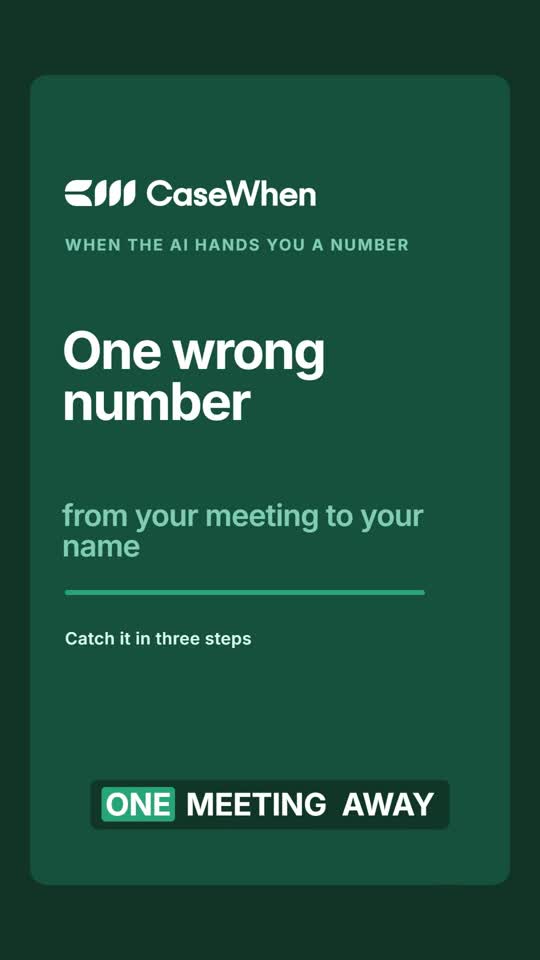 CaseWhen
WHEN THE AI HANDS YOU A NUMBER
One wrong
number
from your meeting to your
name
Catch it in three steps
ONE MEETING AWAY